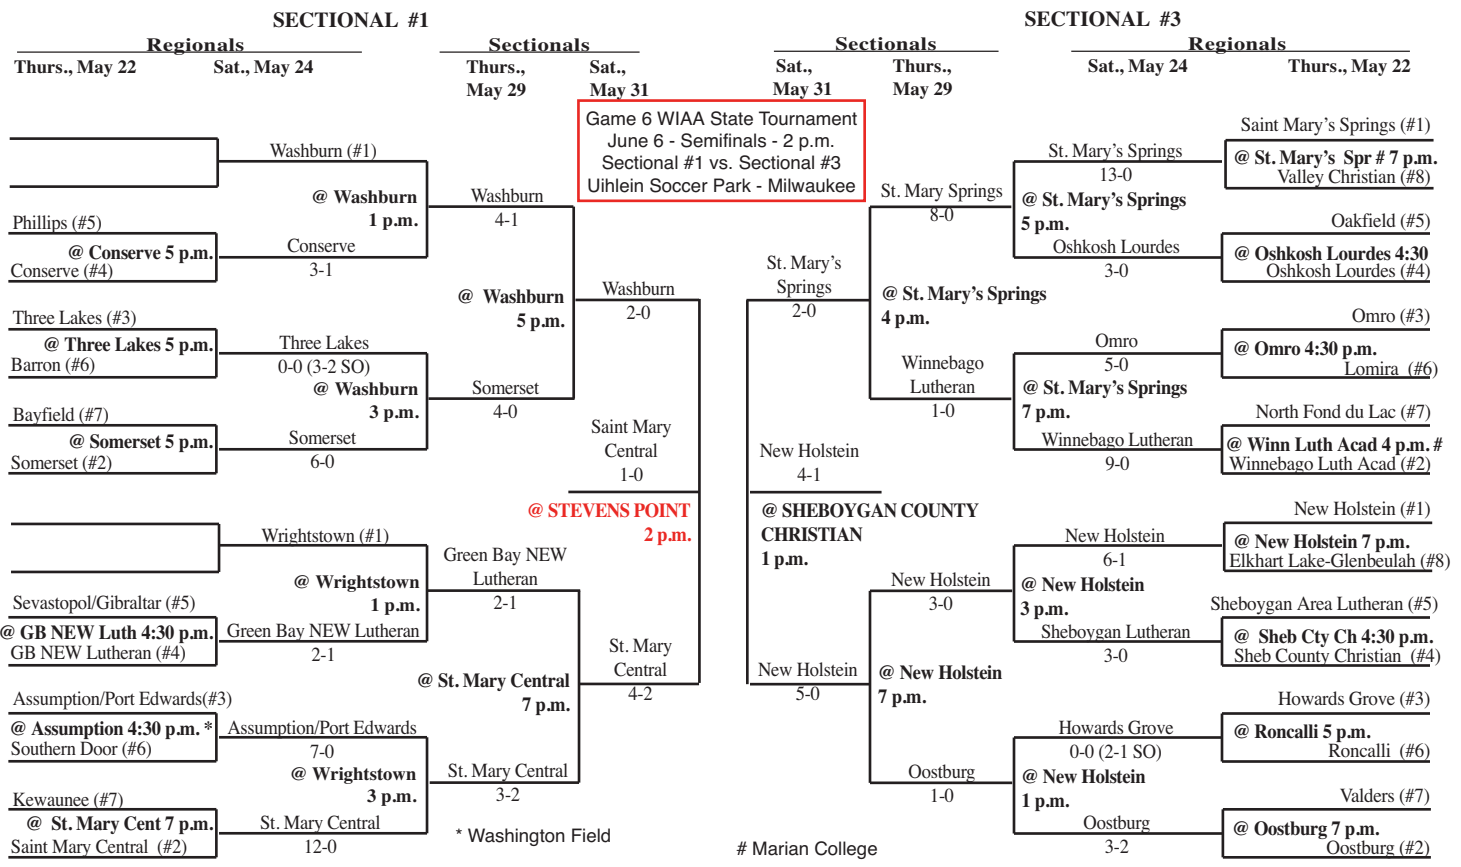 SECTIONAL #1
Regionals
Sectionals
Thurs., May 22
Sat., May 24
Thurs.,
May 29
Sat.,
May 31
Washburn (#1)
@ Washburn
1 p.m.
Washburn
4-1
Phillips (#5)
@ Conserve 5 p.m.
Conserve (#4)
Conserve
3-1
@ Washburn
5 p.m.
Washburn
2-0
Three Lakes (#3)
@ Three Lakes 5 p.m.
Barron (#6)
Three Lakes
0-0 (3-2 SO)
@ Washburn
3 p.m.
Somerset
4-0
Bayfield (#7)
@ Somerset 5 p.m.
Somerset (#2)
Somerset
6-0
Saint Mary
Central
1-0
@ STEVENS POINT
2 p.m.
Wrightstown (#1)
@ Wrightstown
1 p.m.
Green Bay NEW
Lutheran
2-1
Sevastopol/Gibraltar (#5)
@ GB NEW Luth 4:30 p.m.
GB NEW Lutheran (#4)
Green Bay NEW Lutheran
2-1
@ St. Mary Central
7 p.m.
St. Mary
Central
4-2
Assumption/Port Edwards(#3)
@ Assumption 4:30 p.m. *
Southern Door (#6)
Assumption/Port Edwards
7-0
@ Wrightstown
3 p.m.
St. Mary Central
3-2
Kewaunee (#7)
@ St. Mary Cent 7 p.m.
Saint Mary Central (#2)
St. Mary Central
12-0
* Washington Field
Game 6 WIAA State Tournament
June 6 - Semifinals - 2 p.m.
Sectional #1 vs. Sectional #3
Uihlein Soccer Park - Milwaukee
SECTIONAL #3
Sectionals
Regionals
Sat.,
May 31
Thurs.,
May 29
Sat., May 24
Thurs., May 22
Saint Mary's Springs (#1)
@ St. Mary's Spr # 7 p.m.
Valley Christian (#8)
St. Mary's Springs
13-0
@ St. Mary's Springs
5 p.m.
St. Mary Springs
8-0
Oakfield (#5)
@ Oshkosh Lourdes 4:30
Oshkosh Lourdes (#4)
Oshkosh Lourdes
3-0
St. Mary's
Springs
2-0
@ St. Mary's Springs
4 p.m.
Omro (#3)
@ Omro 4:30 p.m.
Lomira (#6)
Omro
5-0
@ St. Mary's Springs
7 p.m.
Winnebago
Lutheran
1-0
North Fond du Lac (#7)
@ Winn Luth Acad 4 p.m. #
Winnebago Luth Acad (#2)
Winnebago Lutheran
9-0
New Holstein
4-1
@ SHEBOYGAN COUNTY
CHRISTIAN
1 p.m.
New Holstein (#1)
@ New Holstein 7 p.m.
Elkhart Lake-Glenbeulah (#8)
New Holstein
6-1
@ New Holstein
3 p.m.
New Holstein
3-0
Sheboygan Area Lutheran (#5)
@ Sheb Cty Ch 4:30 p.m.
Sheb County Christian (#4)
Sheboygan Lutheran
3-0
New Holstein
5-0
@ New Holstein
7 p.m.
Howards Grove (#3)
@ Roncalli 5 p.m.
Roncalli (#6)
Howards Grove
0-0 (2-1 SO)
@ New Holstein
1 p.m.
Oostburg
1-0
Valders (#7)
@ Oostburg 7 p.m.
Oostburg (#2)
Oostburg
3-2
# Marian College